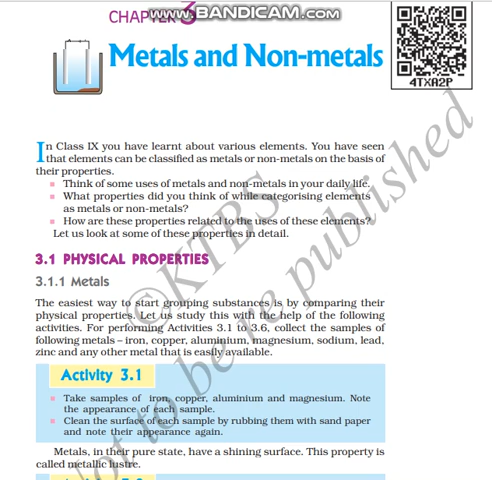 CHAPTER 3
www.BANDICAM.com
Metals and Non-metals
4TXA2P
In Class IX you have learnt about various elements. You have seen
that elements can be classified as metals or non-metals on the basis of
their properties.
Think of some uses of metals and non-metals in your daily life.
What properties did you think of while categorising elements
as metals or non-metals?
How are these properties related to the uses of these elements?
Let us look at some of these properties in detail.
3.1 PHYSICAL PROPERTIES
3.1.1 Metals
The easiest way to start grouping substances is by comparing their
physical properties. Let us study this with the help of the following
activities. For performing Activities 3.1 to 3.6, collect the samples of
following metals – iron, copper, aluminium, magnesium, sodium, lead,
zinc and any other metal that is easily available.
Activity 3.1
Take samples of iron, copper, aluminium and magnesium. Note
the appearance of each sample.
Clean the surface of each sample by rubbing them with sand paper
and note their appearance again.
Metals, in their pure state, have a shining surface. This property is
called metallic lustre.
©KTBS
Not to be re published